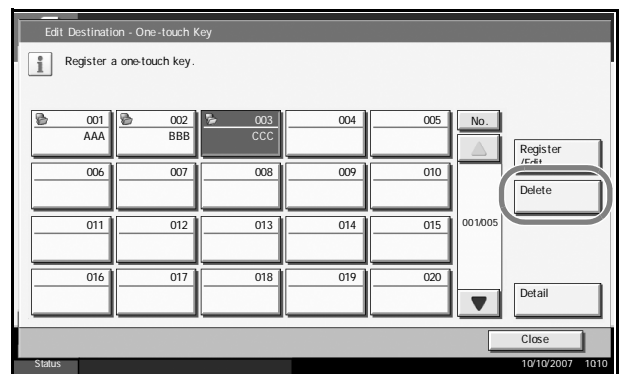 Edit Destination - One-touch Key
Register a one-touch key.
001 002 003 004 005 No.
AAA BBB CCC
Register
/Edit
006 007 008 009 010
Delete
011 012 013 014 015 001/005
016 017 018 019 020
Detail
Close
Status 10/10/2007 10:10